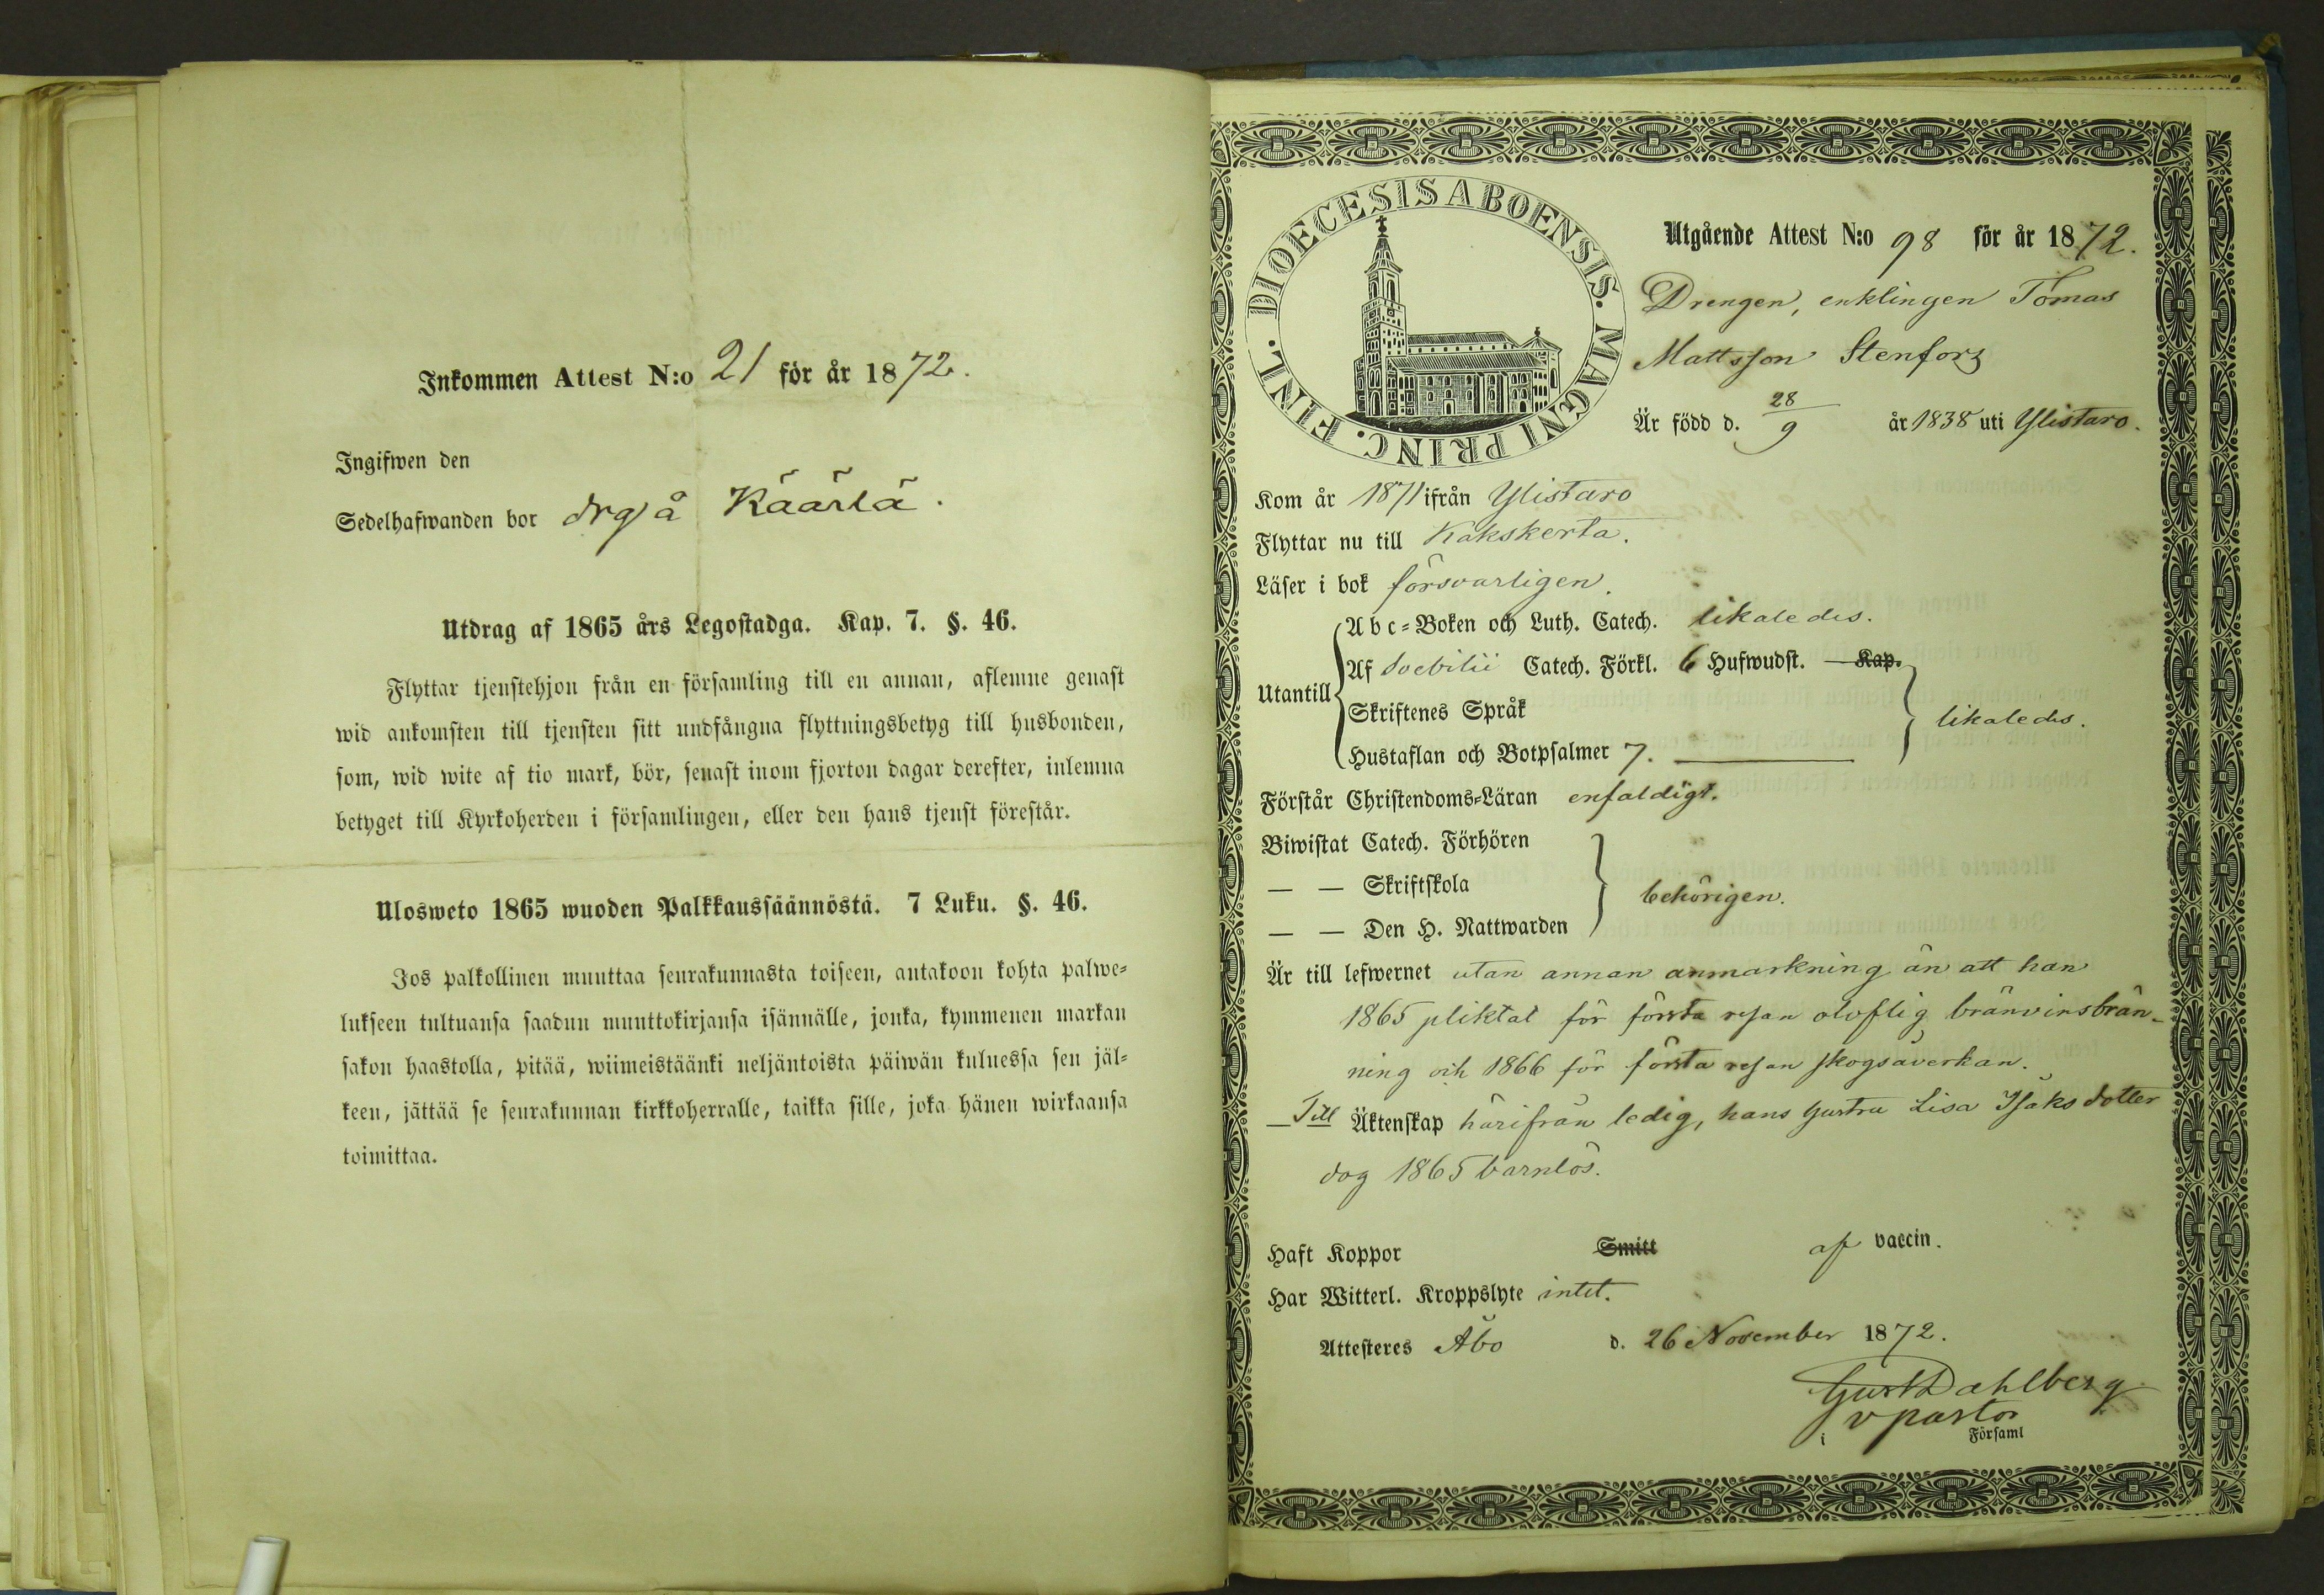 Inkommen Attest N:o 21 för år 1872.
Ingifwen den
Sedelhafwanden bor drg å Käärlä.
Utdrag af 1865 års Legostadga. Kap. 7. §. 46.
Flyttar tjenstehjon från en församling till en annan, aflemne genast
wid ankomsten till tjensten sitt undfångna flyttningsbetyg till husbonden,
som, wid wite af tio mark, bör, senast inom fjorton dagar derefter, inlemna
betyget till Kyrkoherden i församlingen, eller den hans tjenst förestår.
Ulosweto 1865 wuoden Palkkaussäännöstä. 7 Luku. §. 46.
Jos palkollinen muuttaa seurakunnasta toiseen, antakoon kohta palwe-
lukseen tultuansa saadun muuttokirjansa isännälle, jonka, kymmenen markan
sakon haastolla, pitää, wiimeistäänki neljäntoista päiwän kuluessa sen jäl-
keen, jättää se seurakunnan kirkkoherralle, taikka sille, joka hänen wirkaansa
toimittaa.
DIOECESIS ABOENSIS. MAGNI PRINC. FINL.
Utgående Attest N:o 98 för år 1872.
Drengen, enklingen Tomas
Mattsson Stenfors
Är född d. 28/9 år 1838 uti Ylistaro.
Kom år 1871 ifrån Ylistaro
Flyttar nu till Kakskerta.
Läser i bok försvarligen.
Utantill
Abc-Boken och Luth. Catech. likaledes.
Af Svebilii Catech. Förkl. 6 Hufwudst. Kap.
Skriftenes Språk
likaledes.
Hustaflan och Botpsalmer 7.
Förstår Christendoms-Läran enfaldigt.
Biwistat Catech. Förhören
— — Skriftskola
behörigen.
— — Den H. Nattwarden
Är till lefwernet utan annan anmärkning än att han
1865 pliktat för första resan oloflig bränvinsbrän-
ning och 1866 för första resan skogsåverkan.
Till Äktenskap härifrån ledig, hans hustru Lisa Isaksdotter
dog 1865 barnlös.
Haft Koppor Smitt af vaccin.
Har Witterl. Kroppslyte intet.
Attesteres Åbo d. 26 November 1872.
Gust Dahlberg
v pastor
i Församl